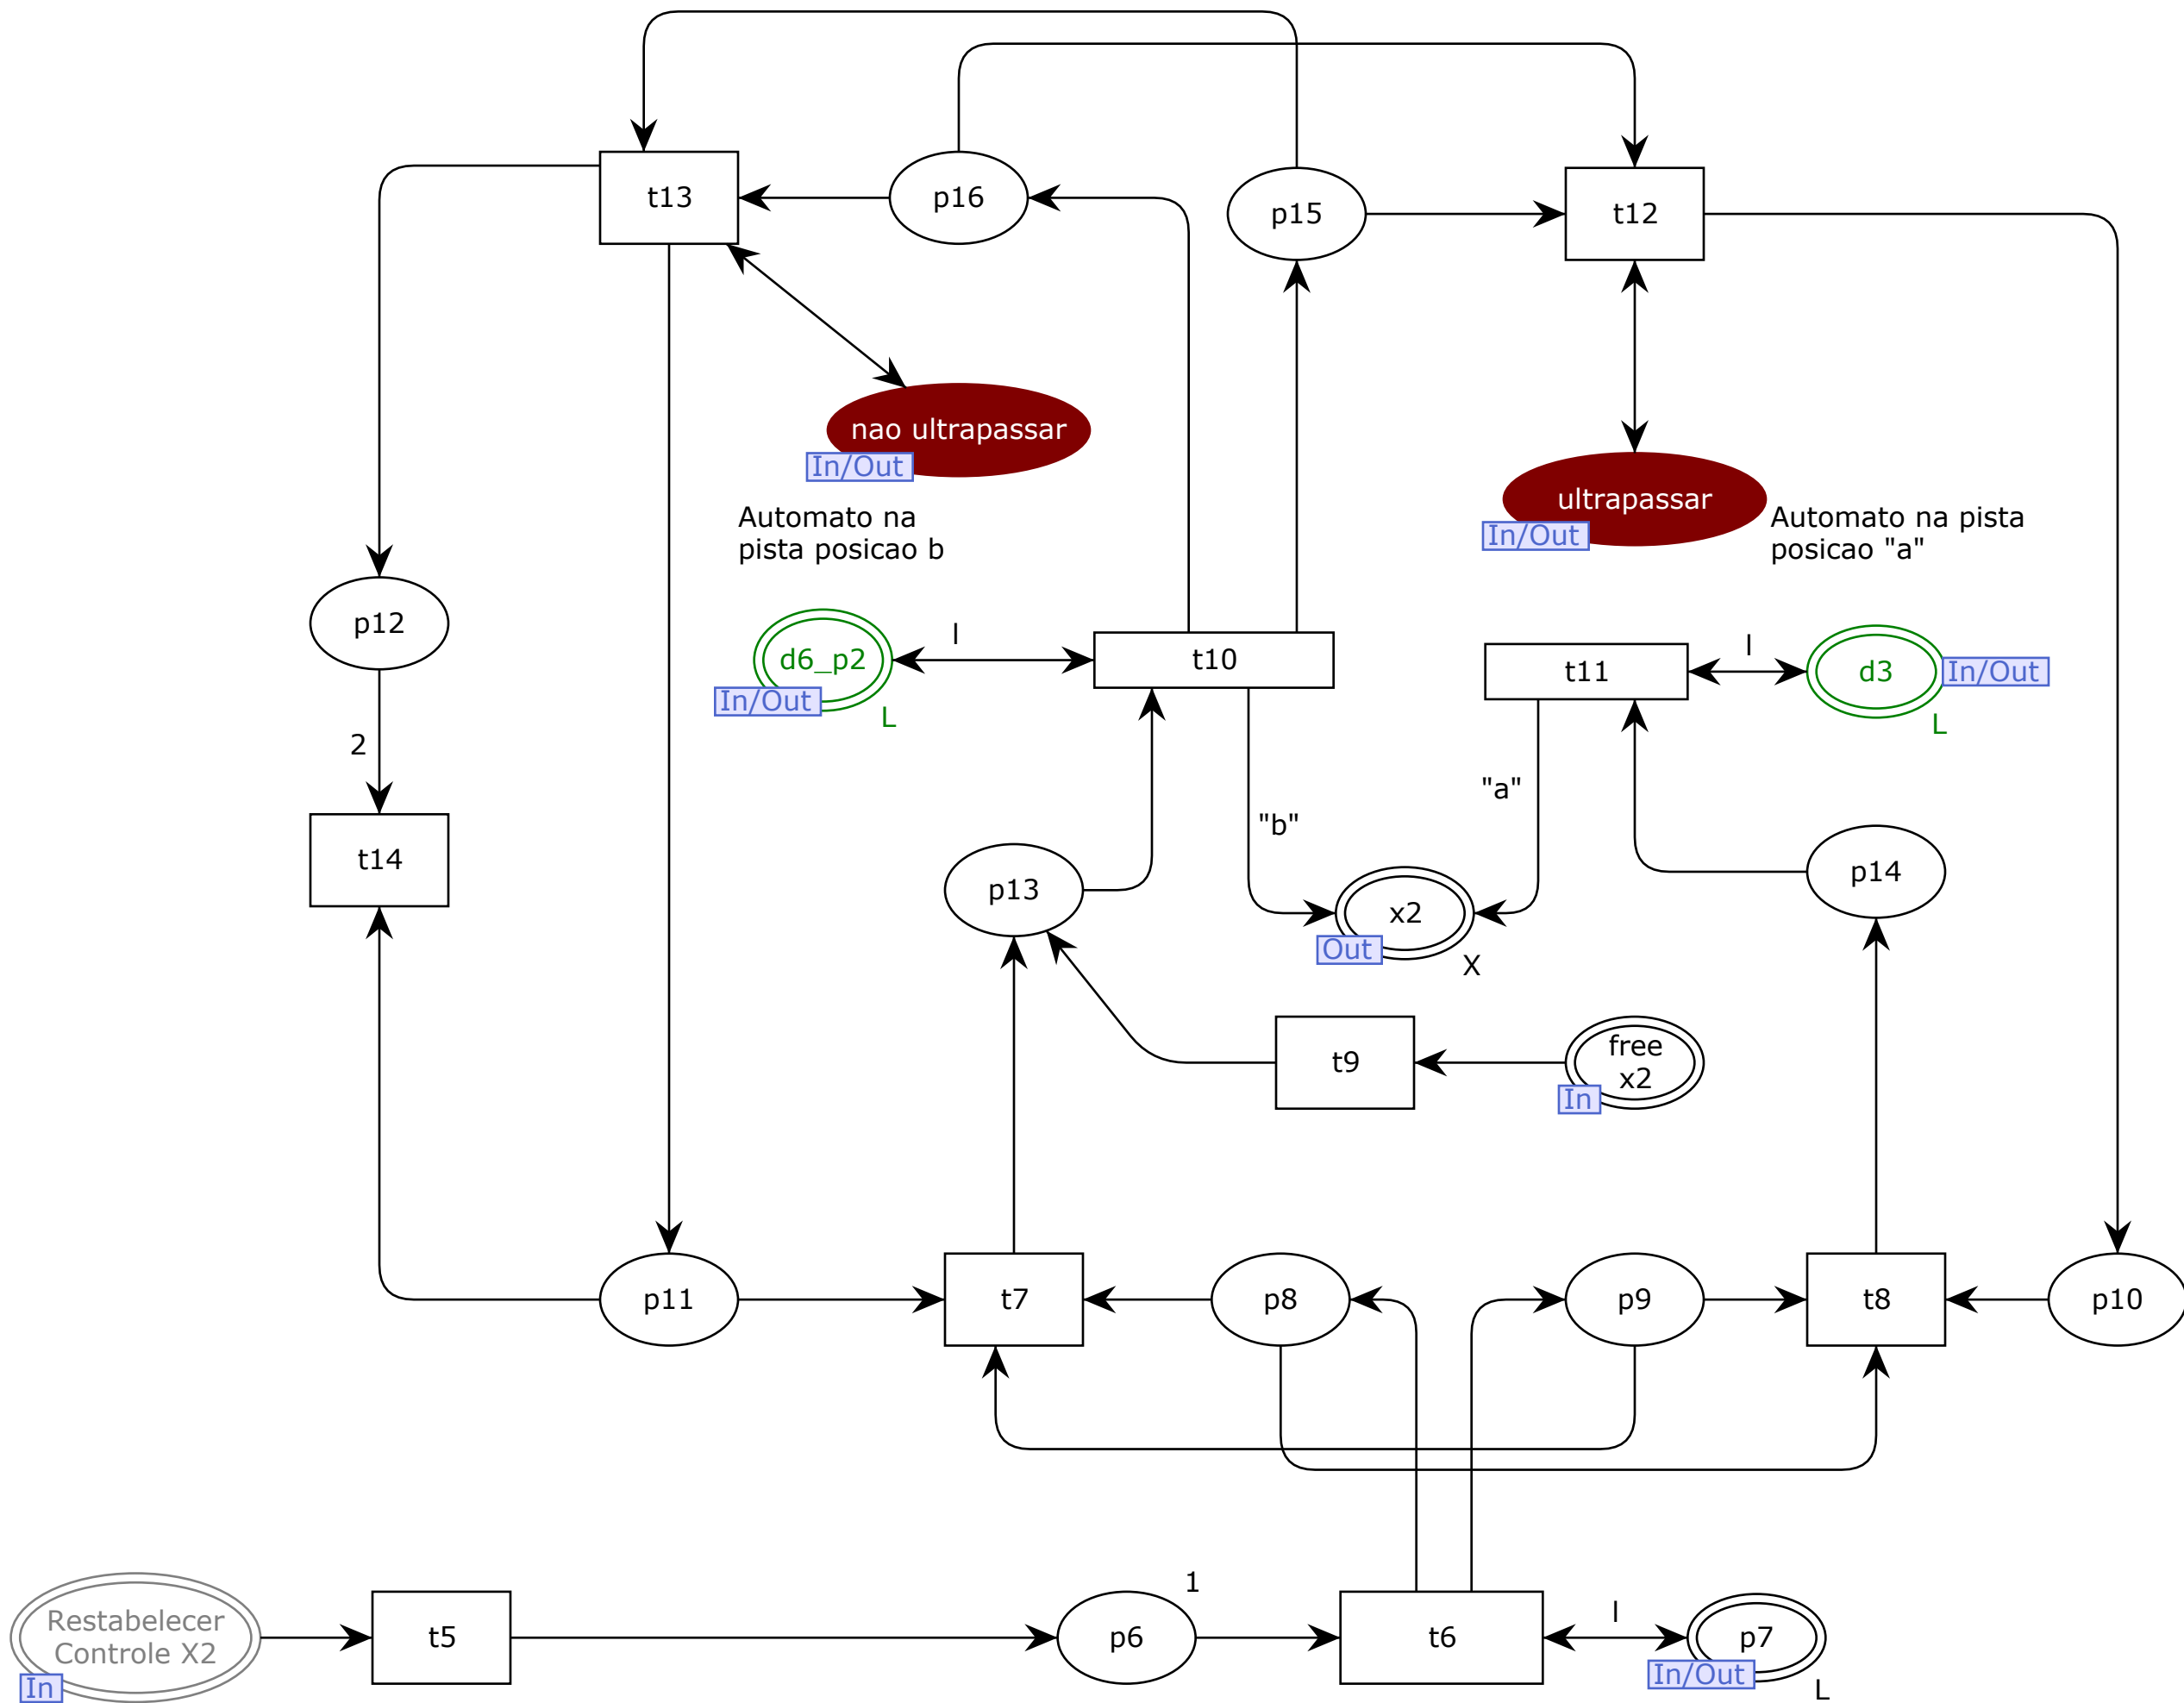 t13
p16
p15
t12
nao ultrapassar
In/Out
ultrapassar
In/Out
Automato na
pista posicao b
Automato na pista
posicao "a"
p12
d6_p2
In/Out
L
l
t10
t11
l
d3
In/Out
L
2
"a"
"b"
t14
p13
x2
Out
X
p14
t9
free
x2
In
p11
t7
p8
p9
t8
p10
Restabelecer
Controle X2
In
t5
p6
1
t6
l
p7
In/Out
L